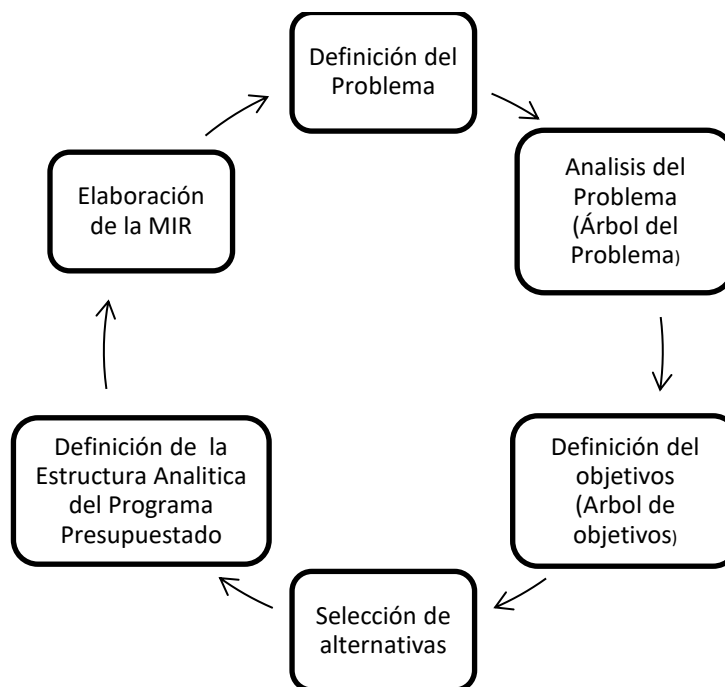 Definición del
Problema
Analisis del
Problema
(Árbol del
Problema)
Definición del
objetivos
(Arbol de
objetivos)
Selección de
alternativas
Definición de  la
Estructura Analitica
del Programa
Presupuestado
Elaboración
de la MIR